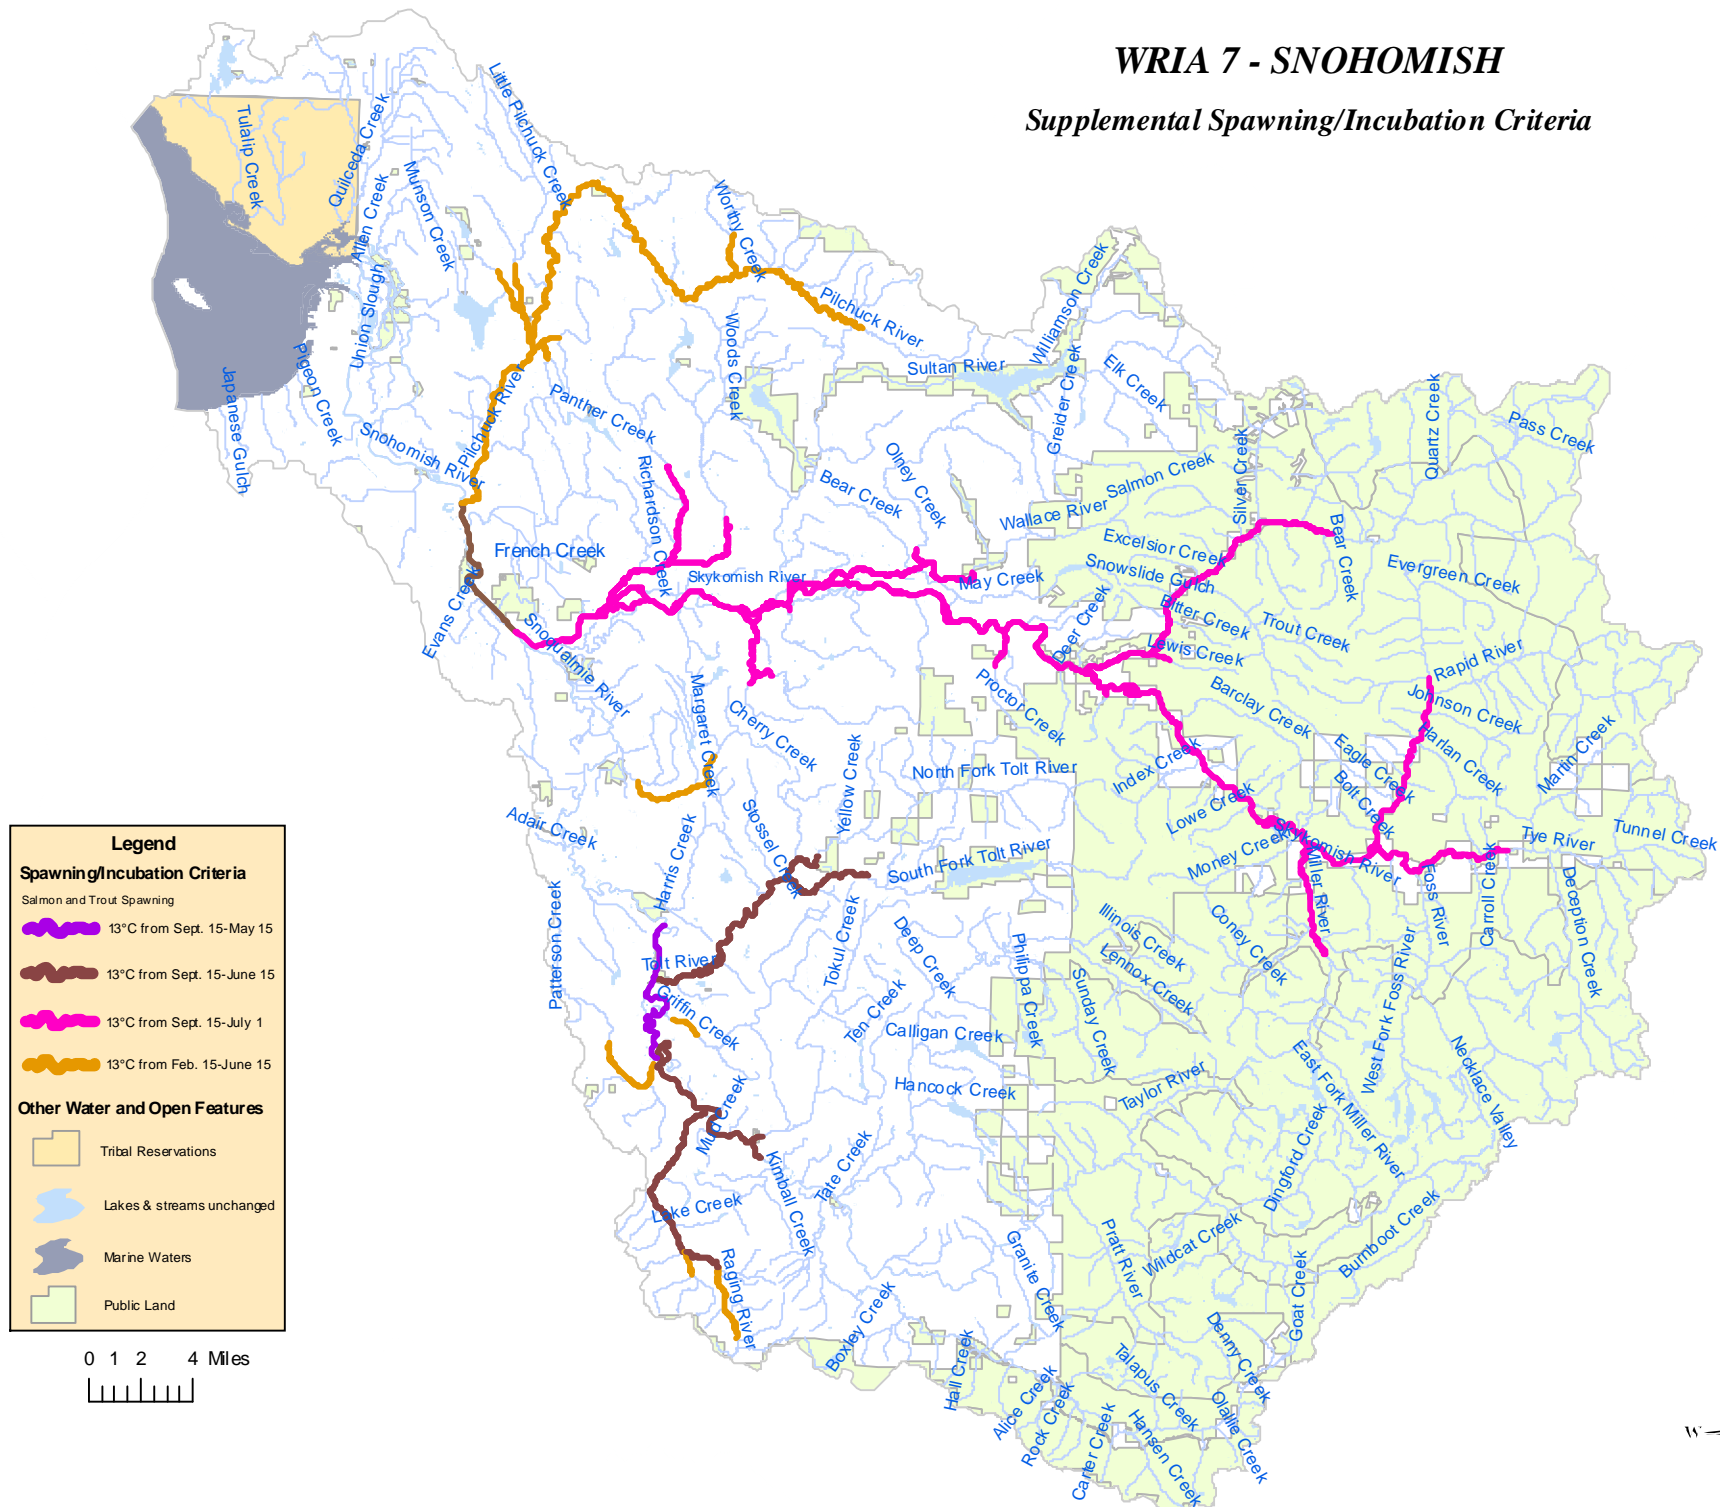 WRIA 7 - SNOHOMISH
Supplemental Spawning/Incubation Criteria
Little Pilchuck Creek
Tulalip Creek
Quilceda Creek
Allen Creek
Munson Creek
Worthy Creek
Union Slough
Pilchuck River
Williamson Creek
Woods Creek
Sultan River
Greider Creek
Elk Creek
Japanese Gulch
Pigeon Creek
Pilchuck River
Panther Creek
Snohomish River
Richardson Creek
Bear Creek
Olney Creek
Salmon Creek
Silver Creek
Quartz Creek
Pass Creek
Wallace River
Excelsior Creek
Bear Creek
French Creek
Skykomish River
May Creek
Snowslide Gulch
Evergreen Creek
Evans Creek
Snoqualmie River
Deer Creek
Bitter Creek
Trout Creek
Lewis Creek
Rapid River
Margaret Creek
Cherry Creek
Proctor Creek
Barclay Creek
Johnson Creek
Harlan Creek
Martin Creek
Yellow Creek
North Fork Tolt River
Index Creek
Eagle Creek
Bolt Creek
Lowe Creek
Adair Creek
Harris Creek
Stossel Creek
South Fork Tolt River
Money Creek
Skykomish River
Miller River
Foss River
Carroll Creek
Tye River
Tunnel Creek
Deception Creek
Patterson Creek
Tolt River
Tokul Creek
Deep Creek
Philippa Creek
Illinois Creek
Lennox Creek
Coney Creek
West Fork Foss River
Griffin Creek
Ten Creek
Calligan Creek
Sunday Creek
Necklace Valley
Mud Creek
Hancock Creek
Taylor River
East Fork Miller River
Dingford Creek
Kimball Creek
Tate Creek
Lake Creek
Raging River
Boxley Creek
Granite Creek
Pratt River
Wildcat Creek
Goat Creek
Burnboot Creek
Hall Creek
Alice Creek
Rock Creek
Carter Creek
Talapus Creek
Hansen Creek
Denny Creek
Olallie Creek
Legend
Spawning/Incubation Criteria
Salmon and Trout Spawning
13°C from Sept. 15-May 15
13°C from Sept. 15-June 15
13°C from Sept. 15-July 1
13°C from Feb. 15-June 15
Other Water and Open Features
Tribal Reservations
Lakes & streams unchanged
Marine Waters
Public Land
0 1 2 4 Miles
W